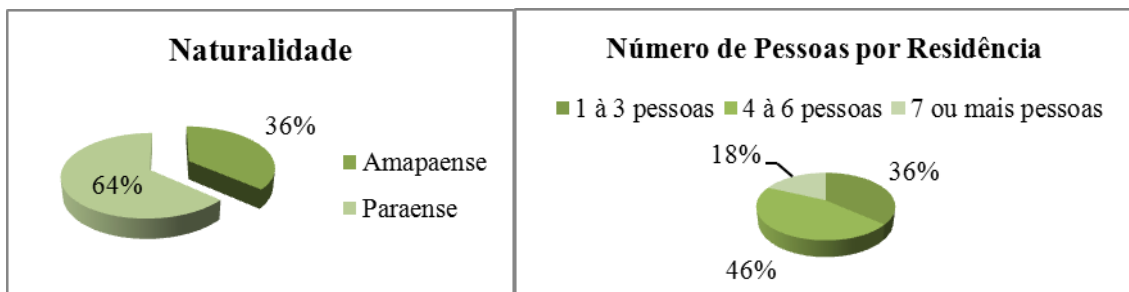 Naturalidade
36%
64%
Amapaense
Paraense
Número de Pessoas por Residência
1 à 3 pessoas 4 à 6 pessoas 7 ou mais pessoas
18%
36%
46%